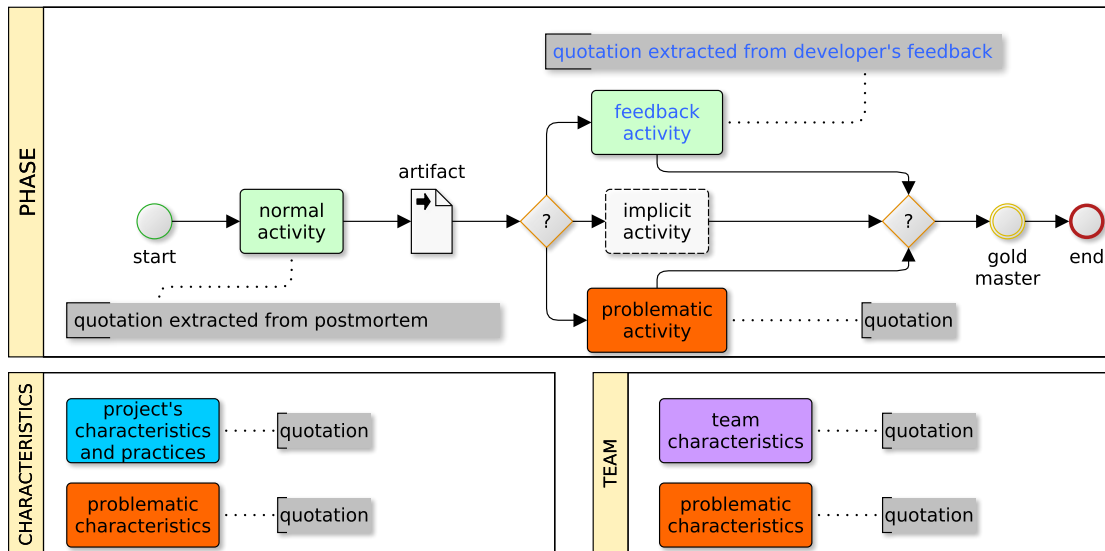 PHASE
quotation extracted from developer's feedback
feedback
activity
artifact
normal
activity
?
implicit
activity
?
start
gold
master
end
quotation extracted from postmortem
problematic
activity
quotation
CHARACTERISTICS
project's
characteristics
and practices
quotation
problematic
characteristics
quotation
TEAM
team
characteristics
quotation
problematic
characteristics
quotation